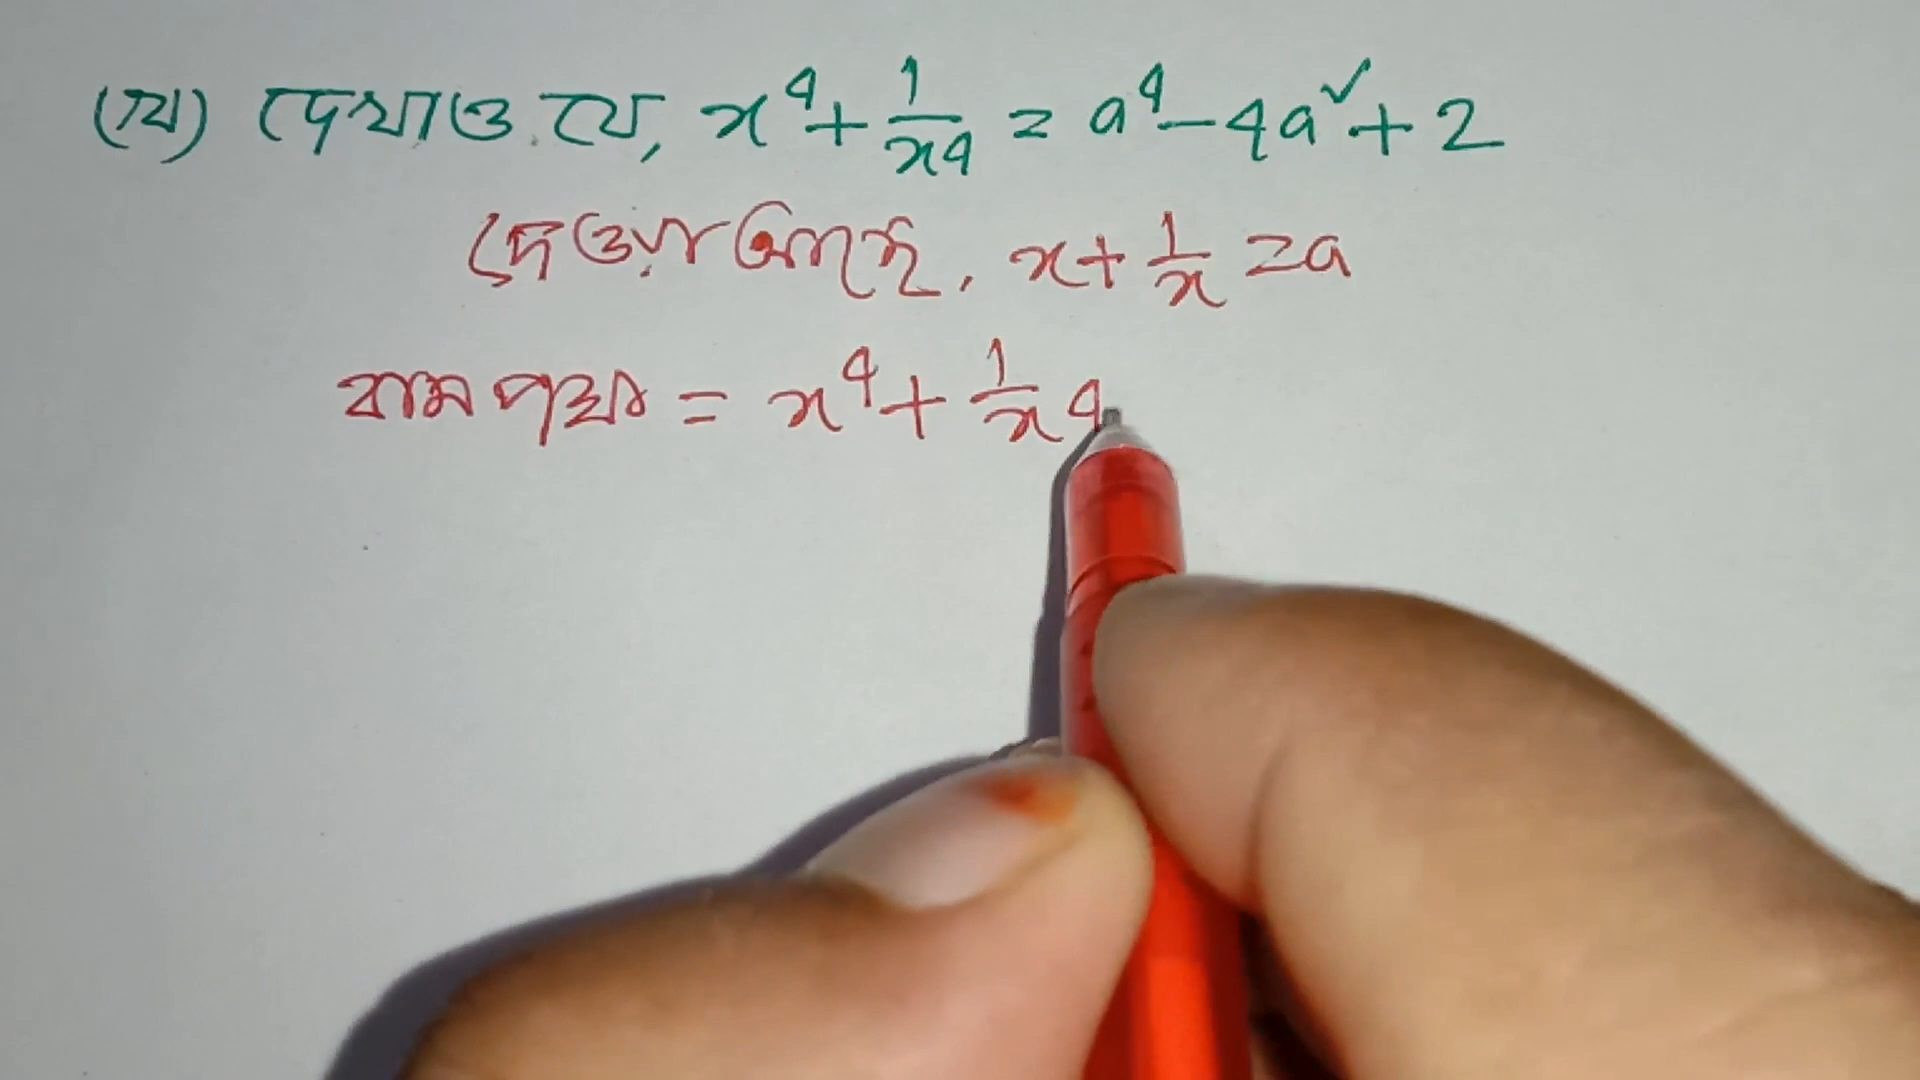 (খ) দেখাও যে, x⁴ + 1/x⁴ = a⁴ - 4a² + 2
দেওয়া আছে, x + 1/x = a
বামপক্ষ = x⁴ + 1/x⁴